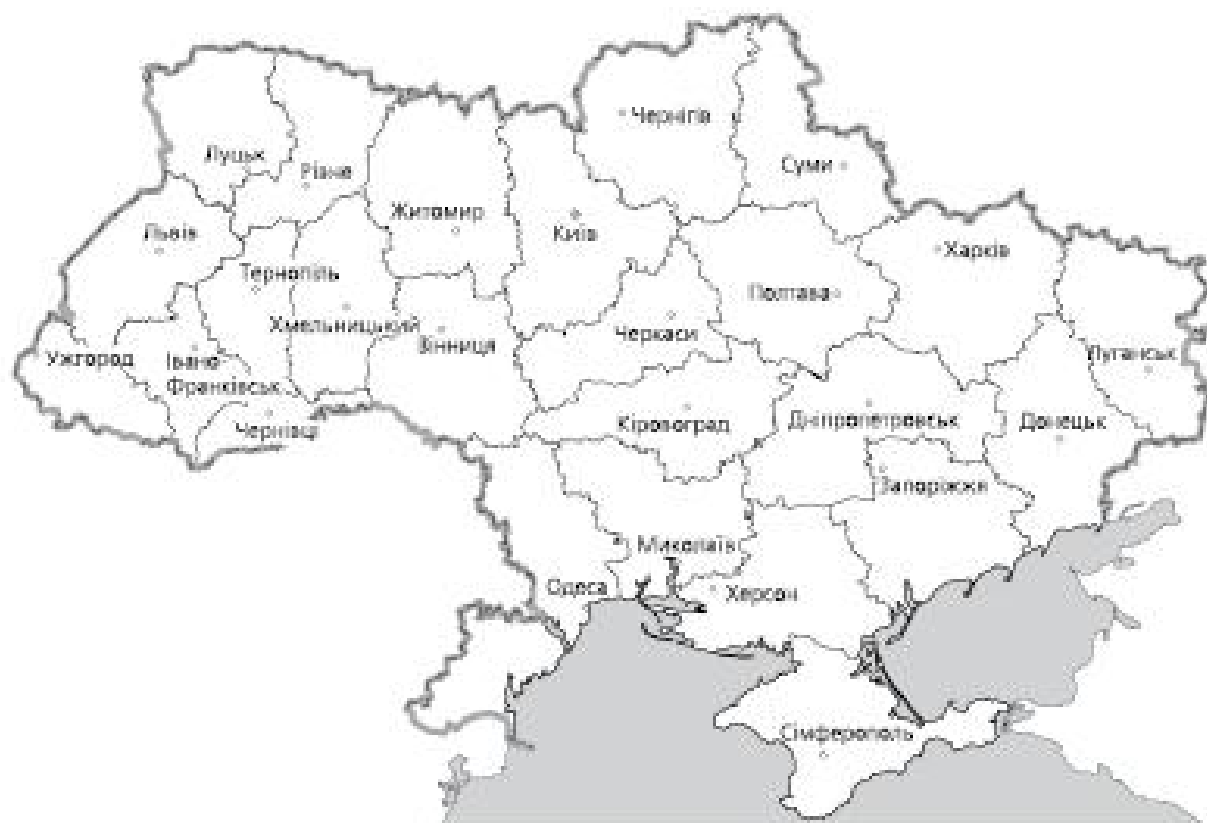 Чернігів
Луцьк
Рівне
Суми
Житомир
Київ
Львів
Харків
Тернопіль
Полтава
Хмельницький
Вінниця
Черкаси
Ужгород
Івано-
Франківськ
Луганськ
Чернівці
Кіровоград
Дніпропетровськ
Донецьк
Запоріжжя
Миколаїв
Одеса
Херсон
Сімферополь